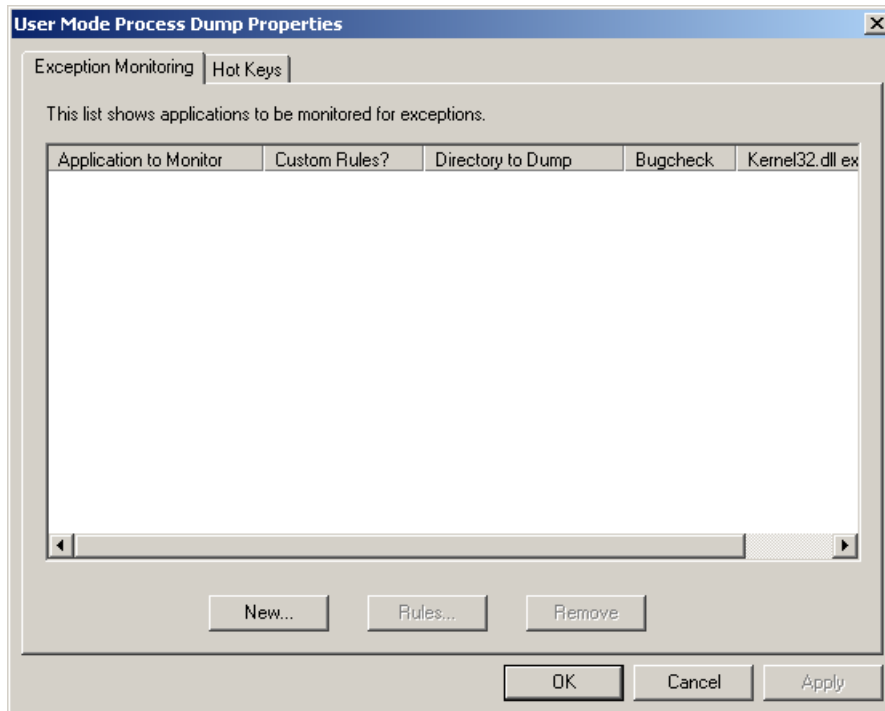 User Mode Process Dump Properties
Exception Monitoring Hot Keys
This list shows applications to be monitored for exceptions.
Application to Monitor Custom Rules? Directory to Dump Bugcheck Kernel32.dll ex
New... Rules... Remove
OK Cancel Apply